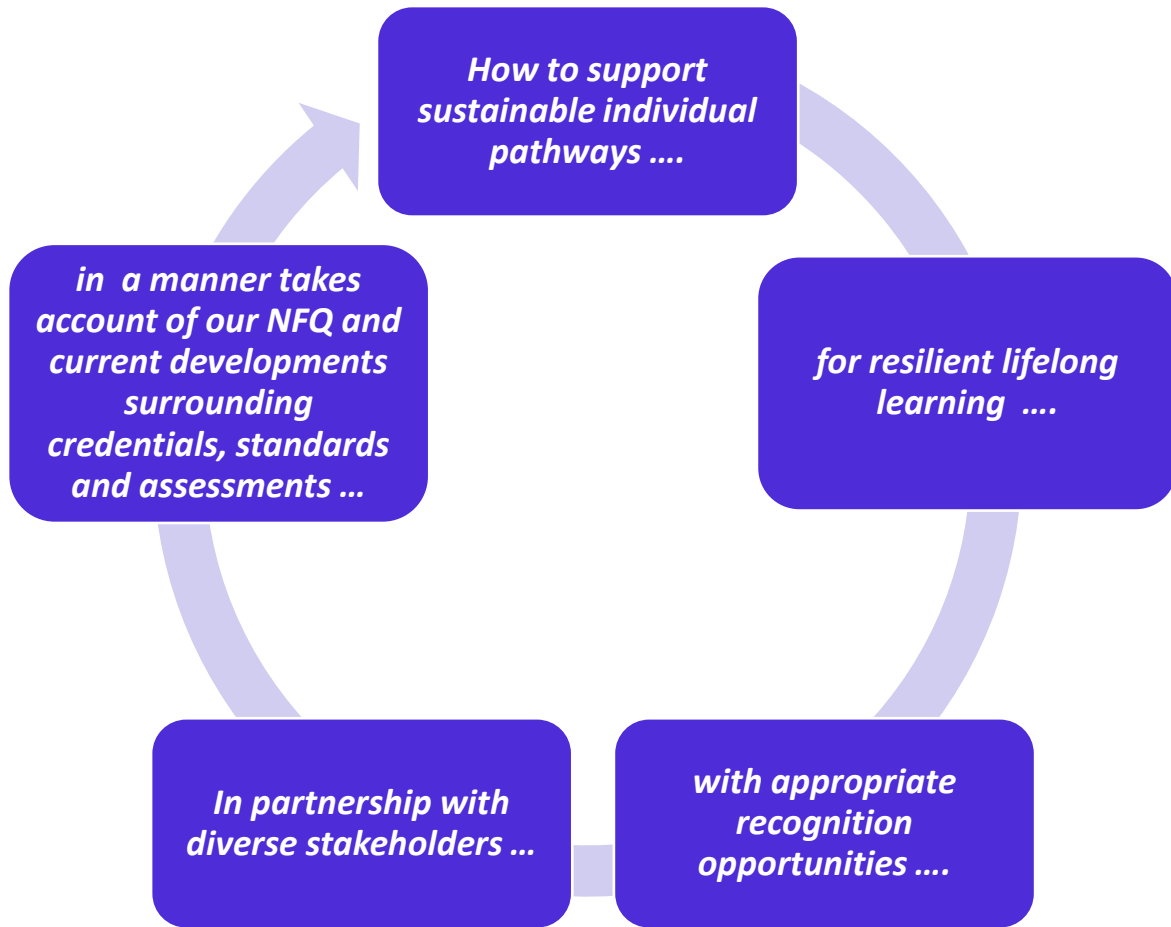 How to support
sustainable individual
pathways ….
for resilient lifelong
learning  ….
with appropriate
recognition
opportunities ….
In partnership with
diverse stakeholders …
in  a manner takes
account of our NFQ and
current developments
surrounding
credentials, standards
and assessments …